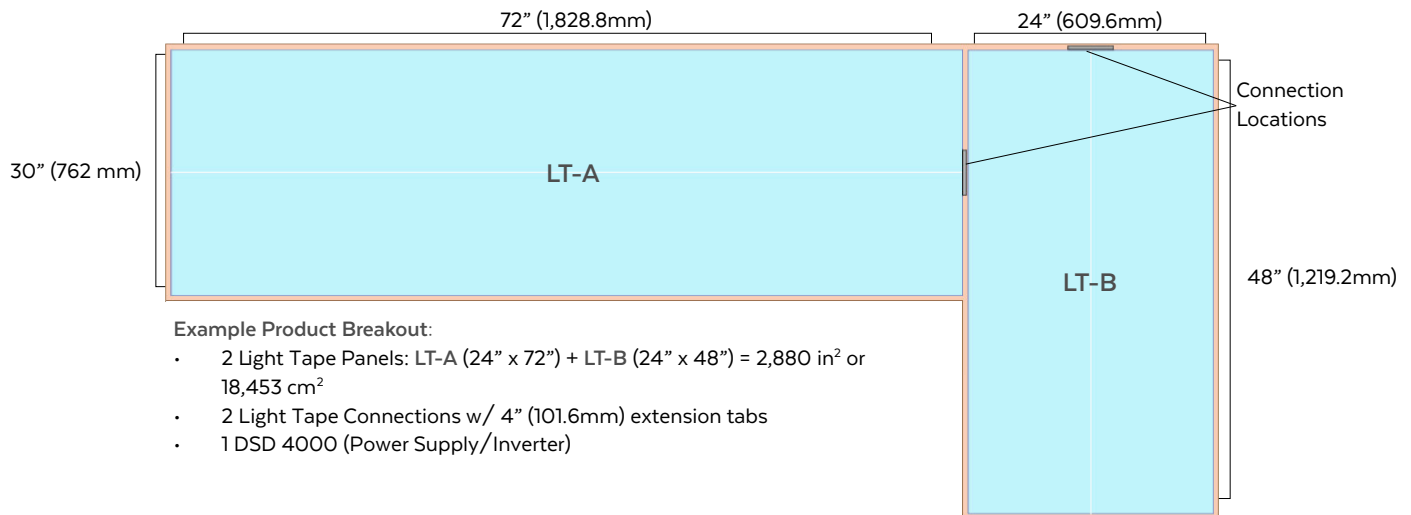 72” (1,828.8mm)
24” (609.6mm)
Connection
Locations
30” (762 mm)
LT-A
LT-B
48” (1,219.2mm)
Example Product Breakout:
• 2 Light Tape Panels: LT-A (24” x 72”) + LT-B (24” x 48”) = 2,880 in² or
18,453 cm²
• 2 Light Tape Connections w/ 4” (101.6mm) extension tabs
• 1 DSD 4000 (Power Supply/Inverter)